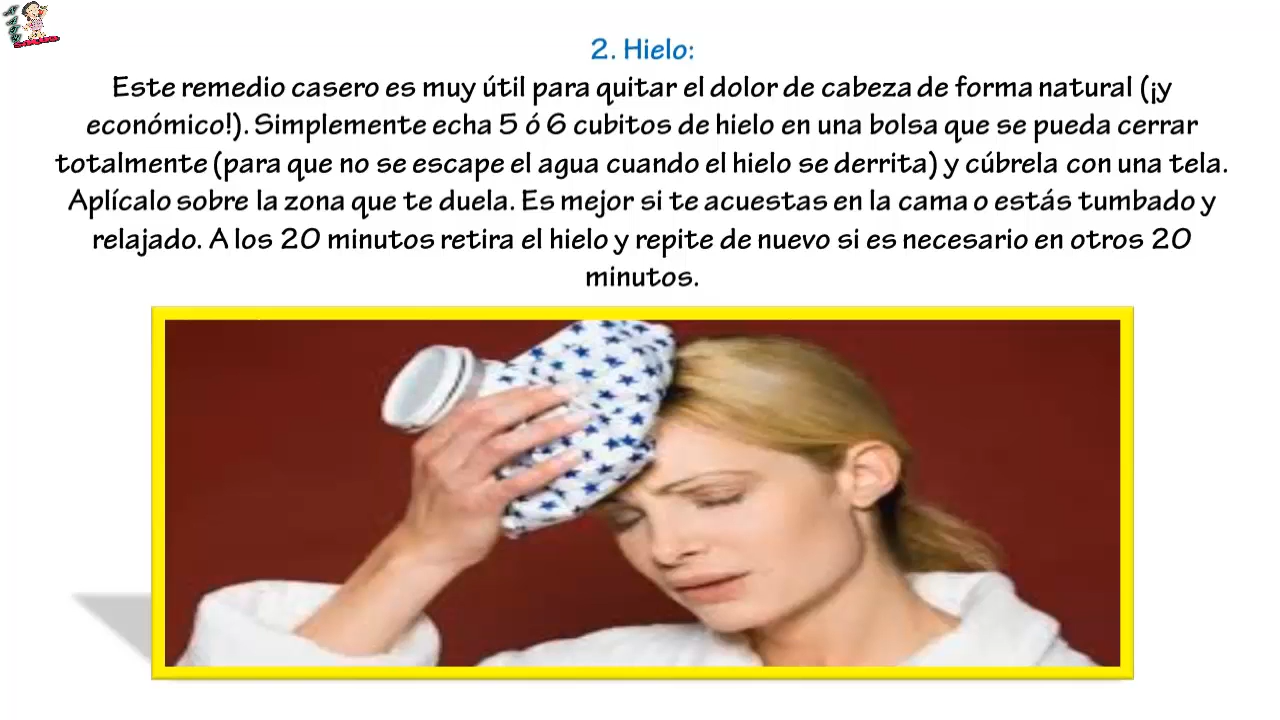 2. Hielo:
Este remedio casero es muy útil para quitar el dolor de cabeza de forma natural (¡y
económico!). Simplemente echa 5 ó 6 cubitos de hielo en una bolsa que se pueda cerrar
totalmente (para que no se escape el agua cuando el hielo se derrita) y cúbrela con una tela.
Aplícalo sobre la zona que te duela. Es mejor si te acuestas en la cama o estás tumbado y
relajado. A los 20 minutos retira el hielo y repite de nuevo si es necesario en otros 20
minutos.